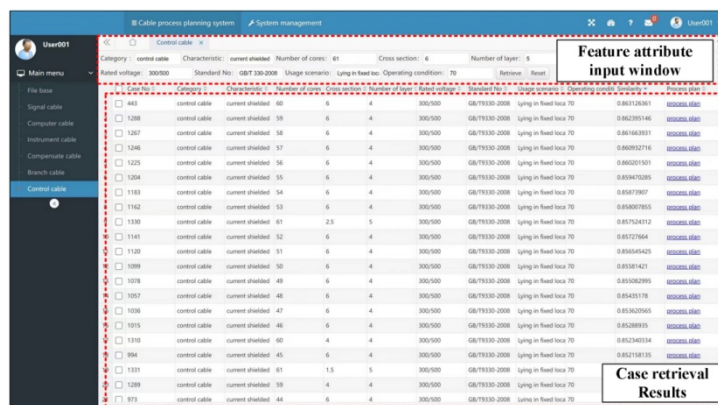 Cable process planning system System management ? User001
User001 « Control cable ×
Feature attribute
input window
Category : control cable Characteristic: current shielded Number of cores: 61 Cross section: 6 Number of layer: 5
Main menu Rated voltage: 300/500 Standard No: GB/T 330-2008 Usage scenario: Lying in fixed loc Operating condition: 70 Retrieve Reset
Case No Category Characteristic Number of cores Cross section Number of layer Rated voltage Standard No Usage scenario Operating conditi Similarity Process plan
File base
Signal cable
Computer cable
Instrument cable
Compensate cable
Branch cable
Control cable
443 control cable current shielded 60 6 4 300/500 GB/T9330-2008 Lying in fixed loca 70 0.863126361 process plan
1288 control cable current shielded 59 6 4 300/500 GB/T9330-2008 Lying in fixed loca 70 0.862395146 process plan
1267 control cable current shielded 58 6 4 300/500 GB/T9330-2008 Lying in fixed loca 70 0.861663931 process plan
1246 control cable current shielded 57 6 4 300/500 GB/T9330-2008 Lying in fixed loca 70 0.860932716 process plan
1225 control cable current shielded 56 6 4 300/500 GB/T9330-2008 Lying in fixed loca 70 0.860201501 process plan
1204 control cable current shielded 55 6 4 300/500 GB/T9330-2008 Lying in fixed loca 70 0.859470285 process plan
1183 control cable current shielded 54 6 4 300/500 GB/T9330-2008 Lying in fixed loca 70 0.85873907 process plan
1162 control cable current shielded 53 6 4 300/500 GB/T9330-2008 Lying in fixed loca 70 0.858007855 process plan
1330 control cable current shielded 61 2.5 5 300/500 GB/T9330-2008 Lying in fixed loca 70 0.857524312 process plan
1141 control cable current shielded 52 6 4 300/500 GB/T9330-2008 Lying in fixed loca 70 0.85727664 process plan
1120 control cable current shielded 51 6 4 300/500 GB/T9330-2008 Lying in fixed loca 70 0.856545425 process plan
1099 control cable current shielded 50 6 4 300/500 GB/T9330-2008 Lying in fixed loca 70 0.85581421 process plan
1078 control cable current shielded 49 6 4 300/500 GB/T9330-2008 Lying in fixed loca 70 0.855082995 process plan
1057 control cable current shielded 48 6 4 300/500 GB/T9330-2008 Lying in fixed loca 70 0.85435178 process plan
1036 control cable current shielded 47 6 4 300/500 GB/T9330-2008 Lying in fixed loca 70 0.853620565 process plan
1015 control cable current shielded 46 6 4 300/500 GB/T9330-2008 Lying in fixed loca 70 0.85288935 process plan
1310 control cable current shielded 60 4 4 300/500 GB/T9330-2008 Lying in fixed loca 70 0.852340334 process plan
994 control cable current shielded 45 6 4 300/500 GB/T9330-2008 Lying in fixed loca 70 0.852158135 process plan
1331 control cable current shielded 61 1.5 5 300/500 GB/T9330-2008 Lying in fixed loca 70
1289 control cable current shielded 59 4 4 300/500 GB/T9330-2008 Lying in fixed loca 70
973 control cable current shielded 44 6 4 300/500 GB/T9330-2008 Lying in fixed loca 70
Case retrieval
Results